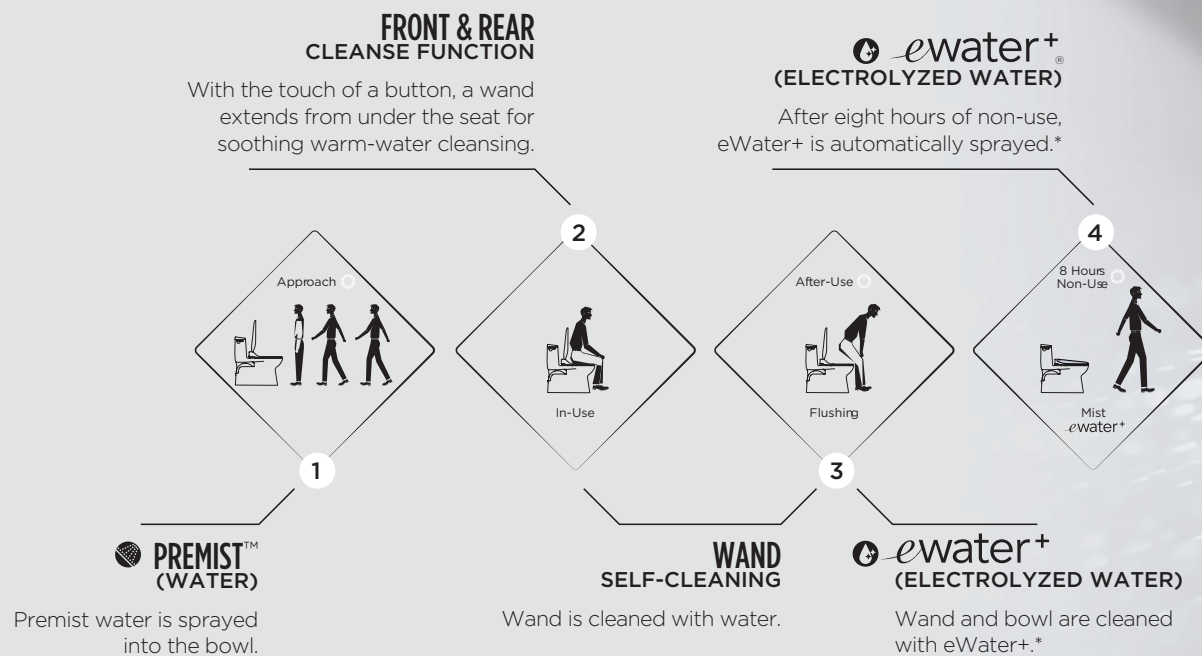 FRONT & REAR
CLEANSE FUNCTION
With the touch of a button, a wand
extends from under the seat for
soothing warm-water cleansing.
ewater+®
(ELECTROLYZED WATER)
After eight hours of non-use,
eWater+ is automatically sprayed.*
2
4
Approach
After-Use
8 Hours
Non-Use
In-Use
Flushing
Mist
ewater+
1
3
PREMIST™
(WATER)
Premist water is sprayed
into the bowl.
WAND
SELF-CLEANING
Wand is cleaned with water.
ewater+
(ELECTROLYZED WATER)
Wand and bowl are cleaned
with eWater+.*